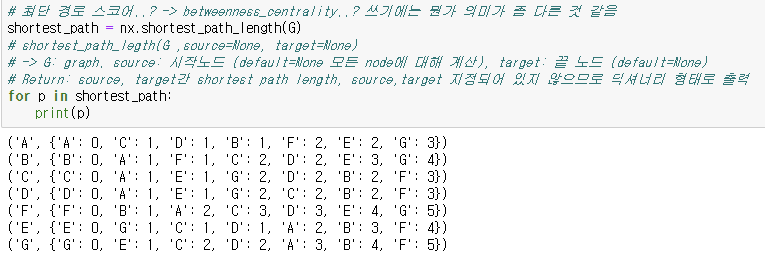 # 최단 경로 스코어..? -> betweenness_centrality..? 쓰기에는 뭔가 의미가 좀 다른 것 같음
shortest_path = nx.shortest_path_length(G)
# shortest_path_legth(G ,source=None, target=None)
# -> G: graph, source: 시작노드 (default=None 모든 node에 대해 계산), target: 끝 노드 (default=None)
# Return: source, target간 shortest path length, source,target 지정되어 있지 않으므로 딕셔너리 형태로 출력
for p in shortest_path:
    print(p)
('A', {'A': 0, 'C': 1, 'D': 1, 'B': 1, 'F': 2, 'E': 2, 'G': 3})
('B', {'B': 0, 'A': 1, 'F': 1, 'C': 2, 'D': 2, 'E': 3, 'G': 4})
('C', {'C': 0, 'A': 1, 'E': 1, 'G': 2, 'D': 2, 'B': 2, 'F': 3})
('D', {'D': 0, 'A': 1, 'E': 1, 'G': 2, 'C': 2, 'B': 2, 'F': 3})
('F', {'F': 0, 'B': 1, 'A': 2, 'C': 3, 'D': 3, 'E': 4, 'G': 5})
('E', {'E': 0, 'G': 1, 'C': 1, 'D': 1, 'A': 2, 'B': 3, 'F': 4})
('G', {'G': 0, 'E': 1, 'C': 2, 'D': 2, 'A': 3, 'B': 4, 'F': 5})